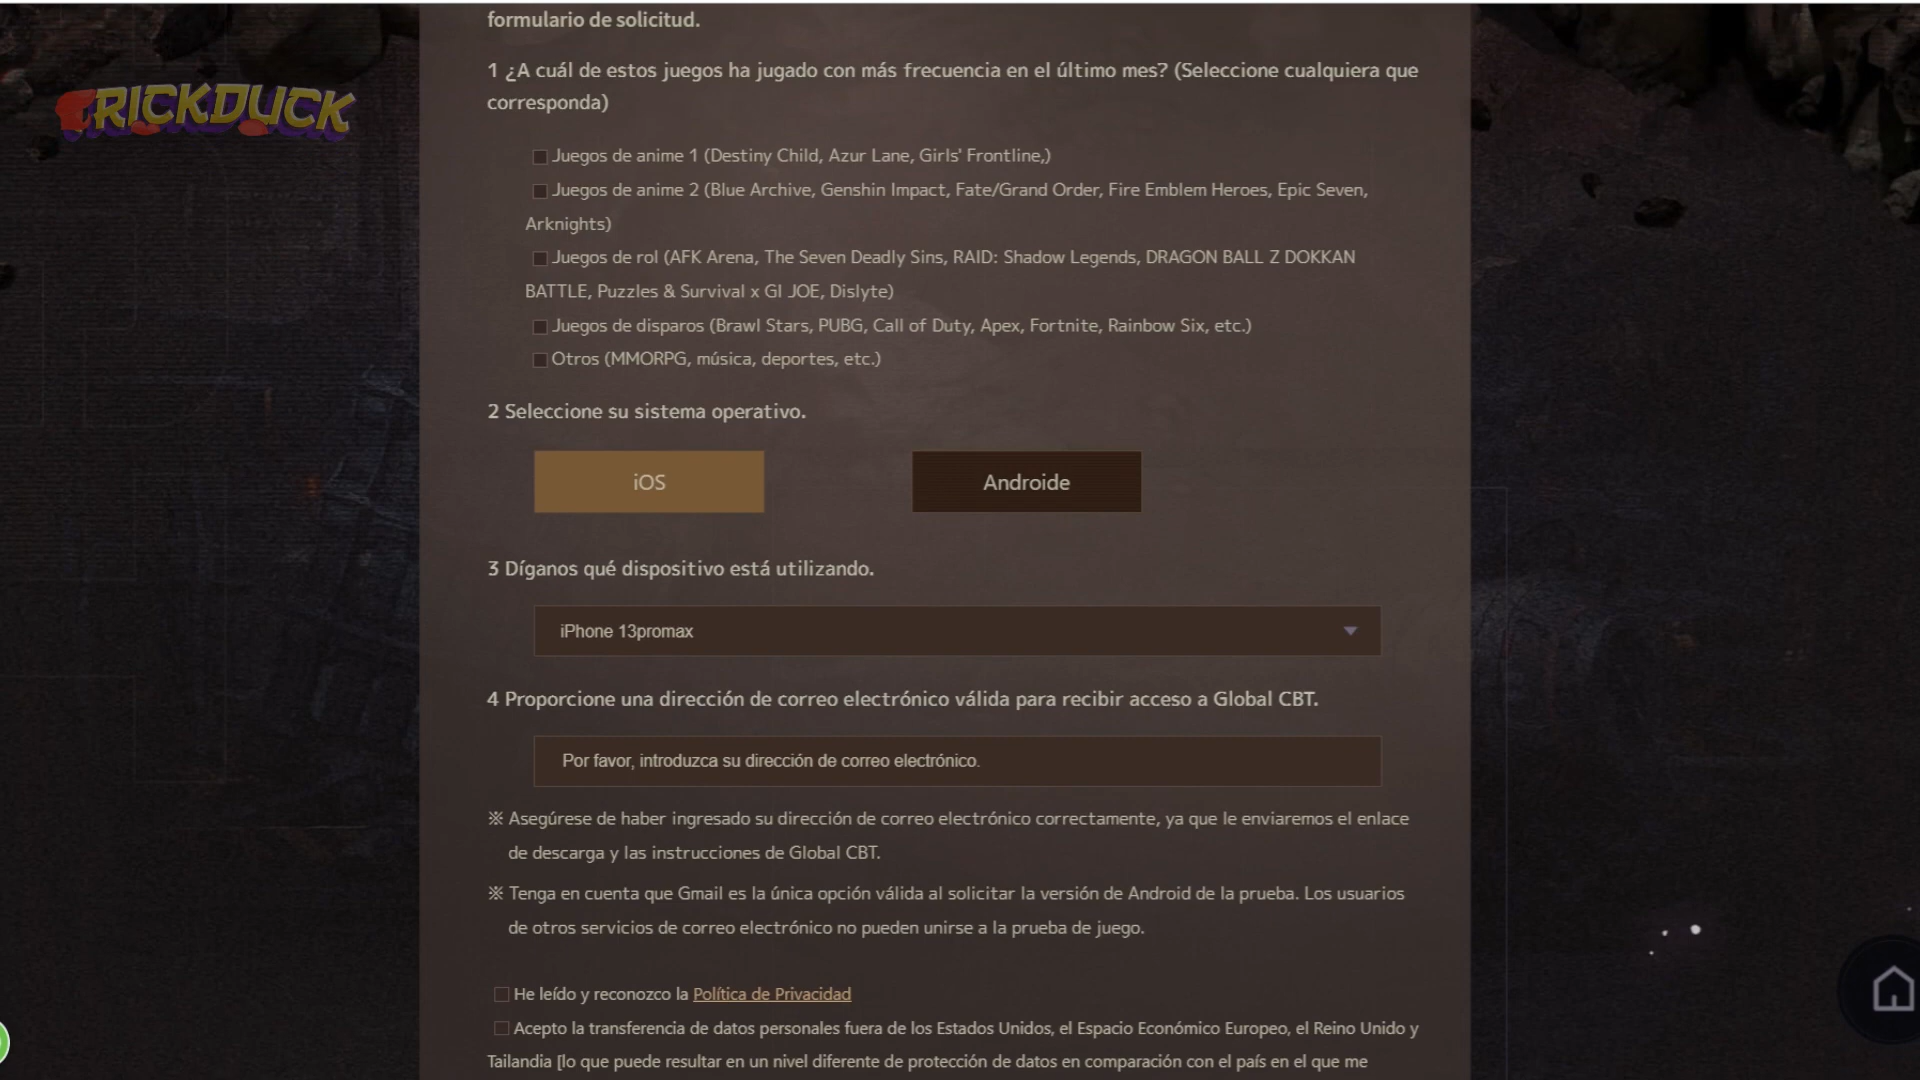 formulario de solicitud.
1 ¿A cuál de estos juegos ha jugado con más frecuencia en el último mes? (Seleccione cualquiera que
corresponda)
TRICKDUCK
Juegos de anime 1 (Destiny Child, Azur Lane, Girls' Frontline,)
Juegos de anime 2 (Blue Archive, Genshin Impact, Fate/Grand Order, Fire Emblem Heroes, Epic Seven,
Arknights)
Juegos de rol (AFK Arena, The Seven Deadly Sins, RAID: Shadow Legends, DRAGON BALL Z DOKKAN
BATTLE, Puzzles & Survival x GI JOE, Dislyte)
Juegos de disparos (Brawl Stars, PUBG, Call of Duty, Apex, Fortnite, Rainbow Six, etc.)
Otros (MMORPG, música, deportes, etc.)
2 Seleccione su sistema operativo.
iOS
Androide
3 Díganos qué dispositivo está utilizando.
iPhone 13promax
4 Proporcione una dirección de correo electrónico válida para recibir acceso a Global CBT.
Por favor, introduzca su dirección de correo electrónico.
※ Asegúrese de haber ingresado su dirección de correo electrónico correctamente, ya que le enviaremos el enlace
de descarga y las instrucciones de Global CBT.
※ Tenga en cuenta que Gmail es la única opción válida al solicitar la versión de Android de la prueba. Los usuarios
de otros servicios de correo electrónico no pueden unirse a la prueba de juego.
He leído y reconozco la Política de Privacidad
Acepto la transferencia de datos personales fuera de los Estados Unidos, el Espacio Económico Europeo, el Reino Unido y
Tailandia [lo que puede resultar en un nivel diferente de protección de datos en comparación con el país en el que me